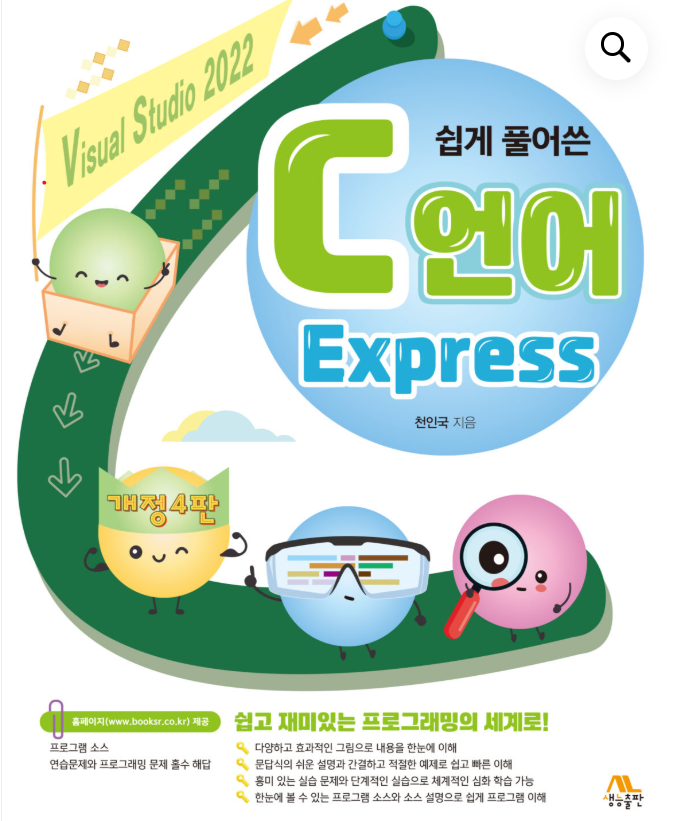 Visual Studio 2022
쉽게 풀어쓴
C 언어
Express
천인국 지음
개정4판
홈페이지(www.booksr.co.kr) 제공
프로그램 소스
연습문제와 프로그래밍 문제 홀수 해답
쉽고 재미있는 프로그래밍의 세계로!
다양하고 효과적인 그림으로 내용을 한눈에 이해
문답식의 쉬운 설명과 간결하고 적절한 예제로 쉽고 빠른 이해
흥미 있는 실습 문제와 단계적인 실습으로 체계적인 심화 학습 가능
한눈에 볼 수 있는 프로그램 소스와 소스 설명으로 쉽게 프로그램 이해
생능출판